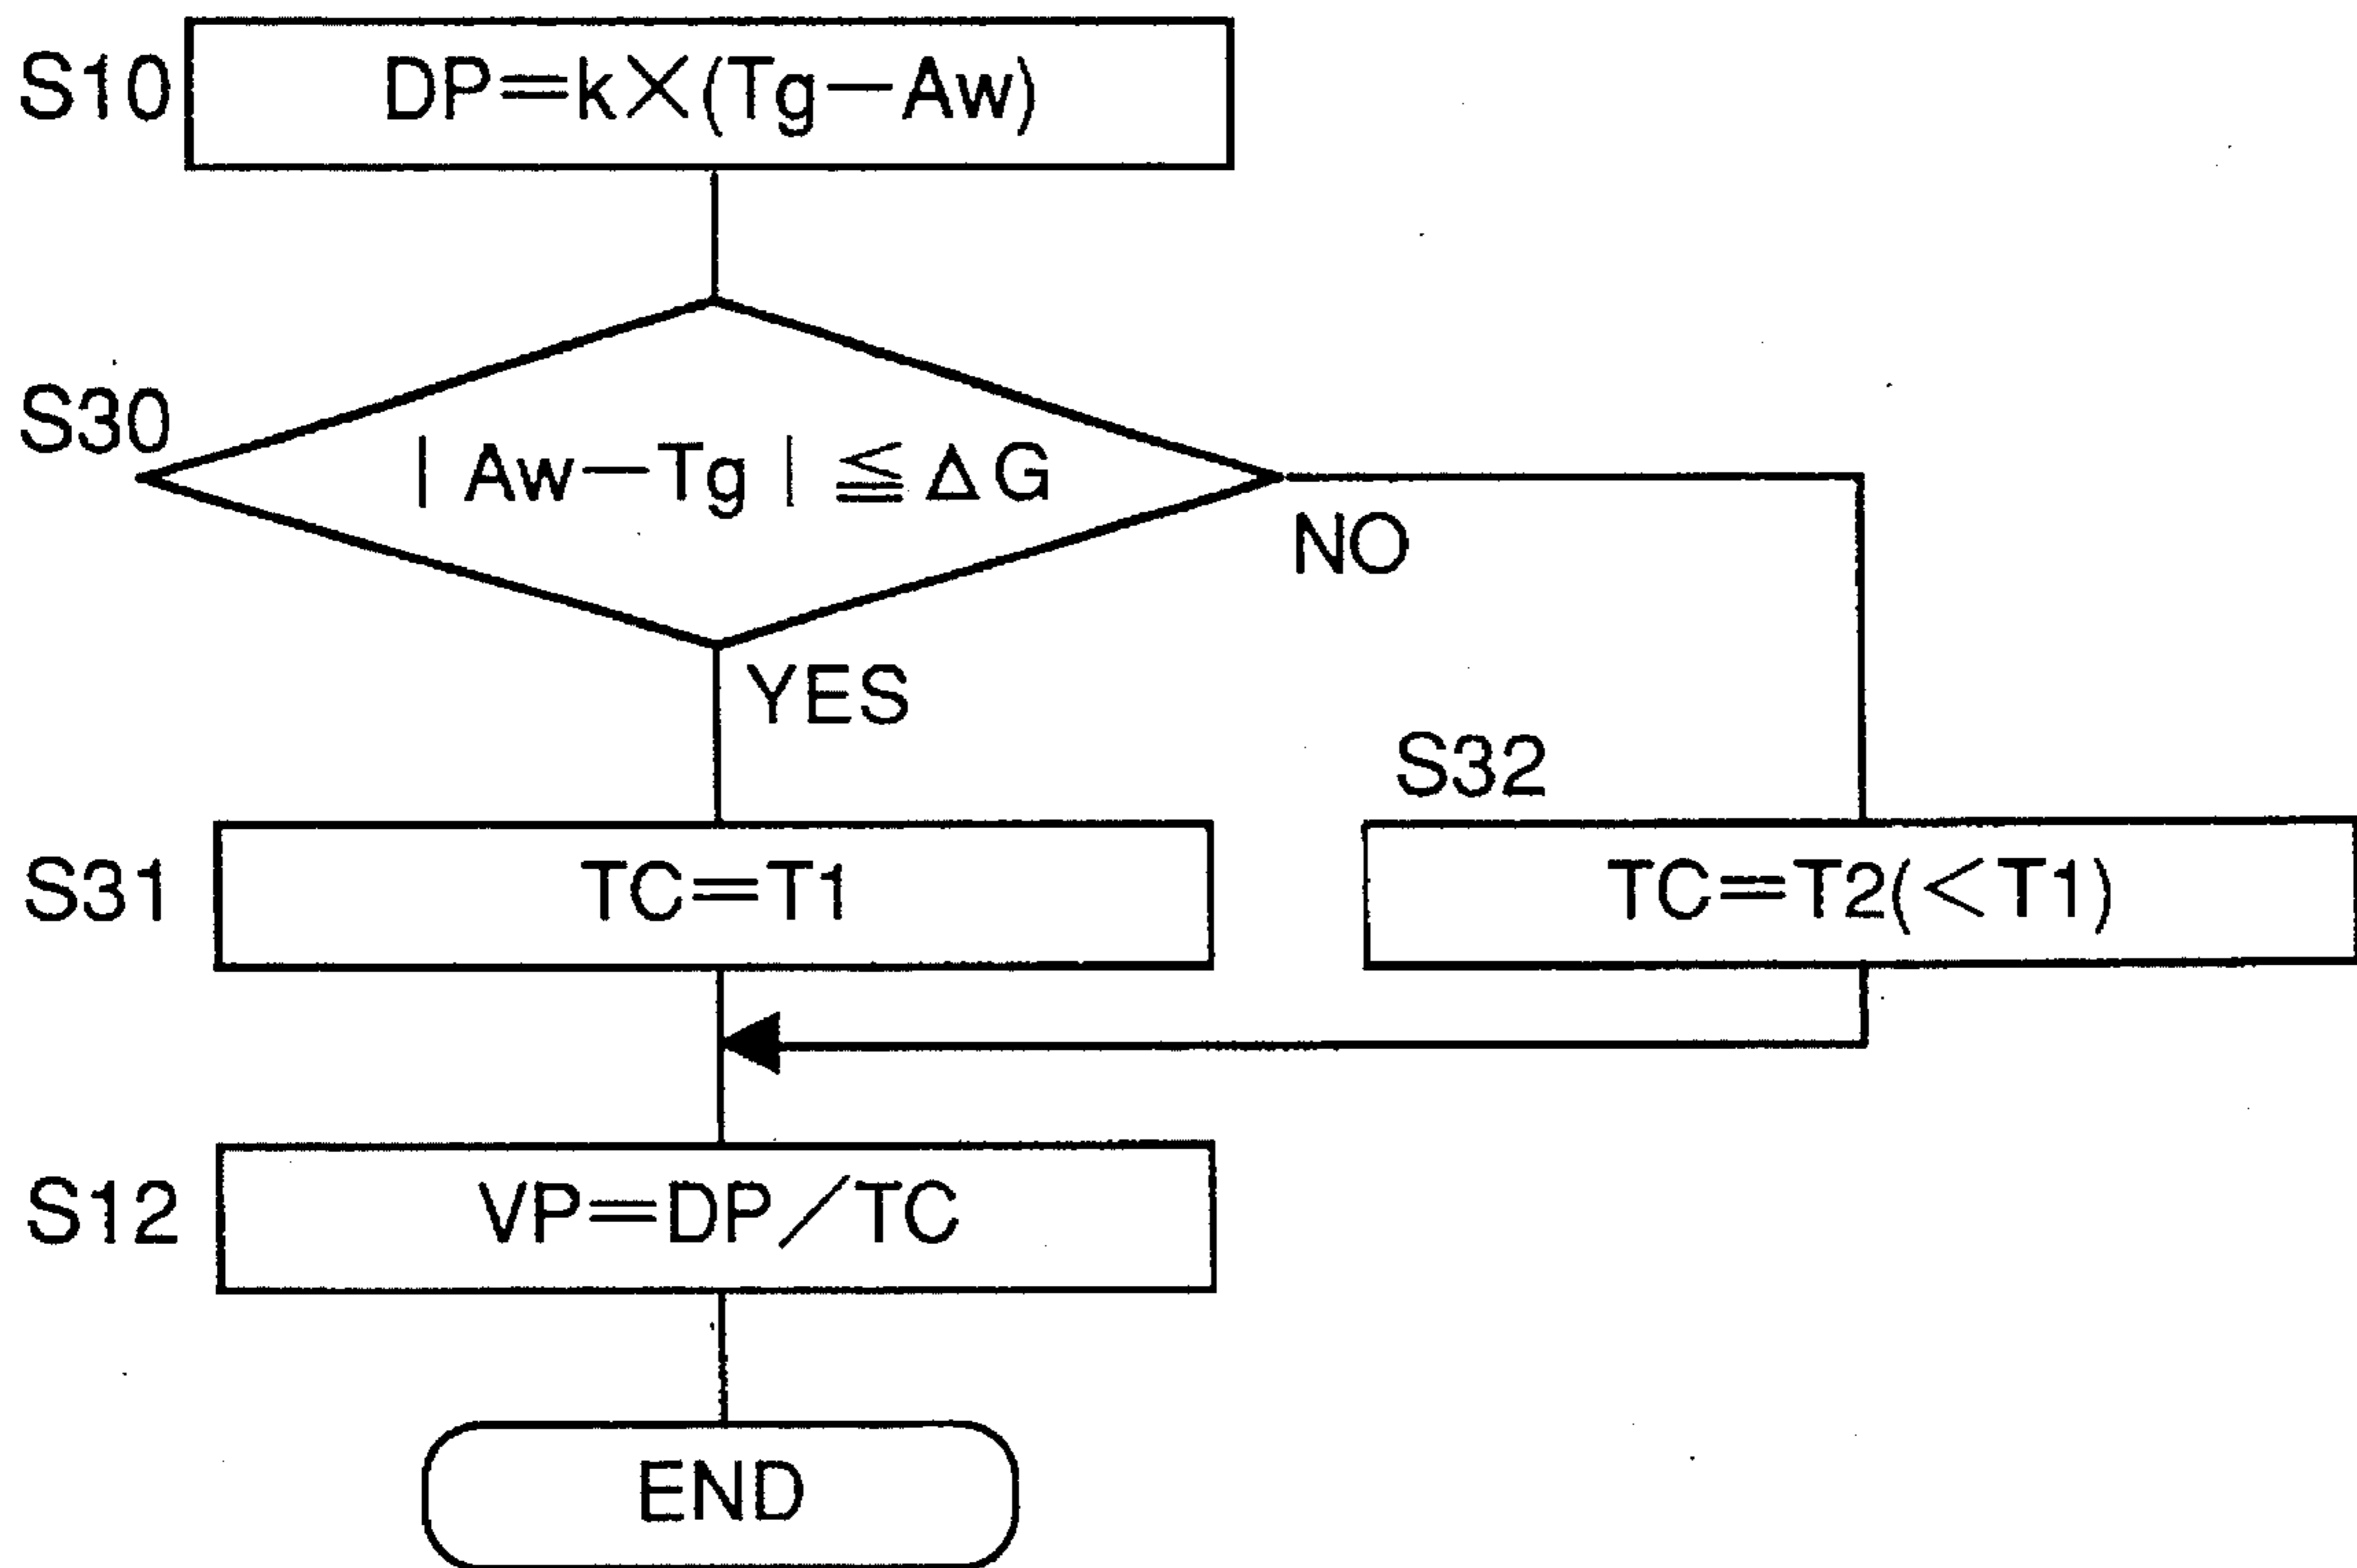 S10
DP=k×(Tg−Aw)
S30
| Aw−Tg | ≦ ΔG
NO
YES
S32
S31
TC=T1
TC=T2(<T1)
S12
VP=DP/TC
END